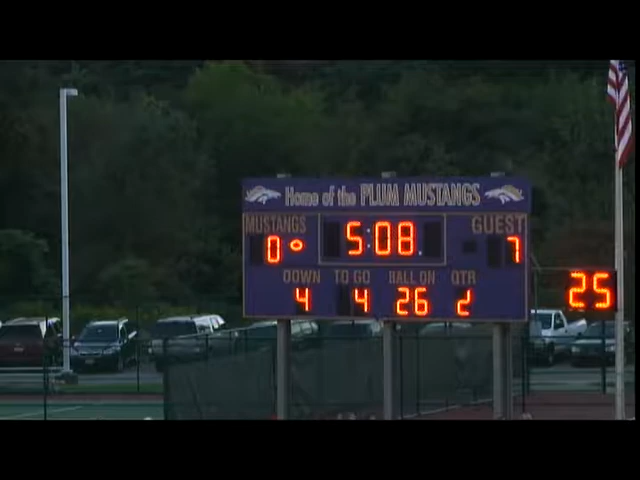 Home of the PLUM MUSTANGS
MUSTANGS 5:08 GUEST
0 7
DOWN TO GO BALL ON QTR
4 4 26 2
25